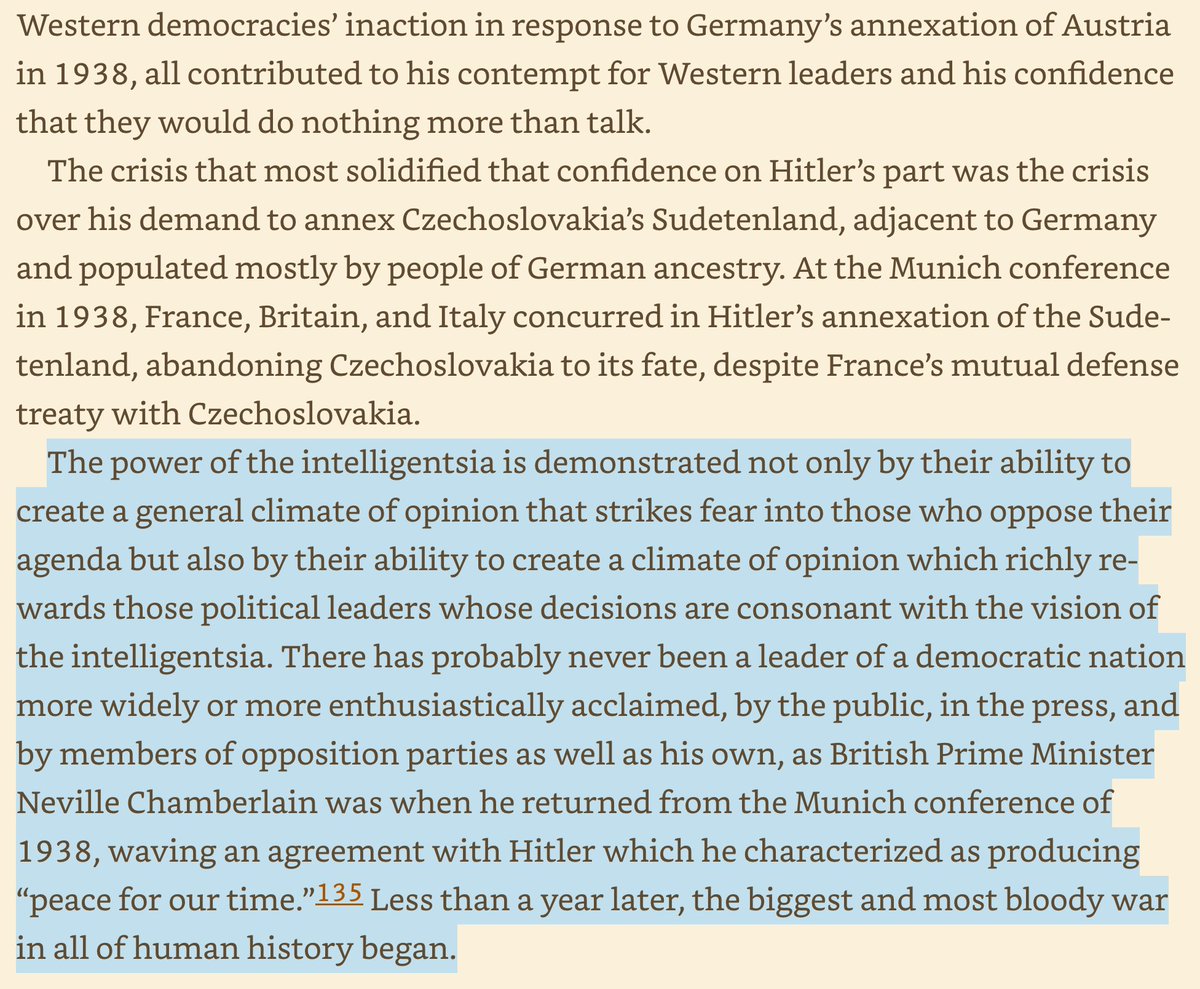 Western democracies’ inaction in response to Germany’s annexation of Austria
in 1938, all contributed to his contempt for Western leaders and his confidence
that they would do nothing more than talk.
The crisis that most solidified that confidence on Hitler’s part was the crisis
over his demand to annex Czechoslovakia’s Sudetenland, adjacent to Germany
and populated mostly by people of German ancestry. At the Munich conference
in 1938, France, Britain, and Italy concurred in Hitler’s annexation of the Sude-
tenland, abandoning Czechoslovakia to its fate, despite France’s mutual defense
treaty with Czechoslovakia.
The power of the intelligentsia is demonstrated not only by their ability to
create a general climate of opinion that strikes fear into those who oppose their
agenda but also by their ability to create a climate of opinion which richly re-
wards those political leaders whose decisions are consonant with the vision of
the intelligentsia. There has probably never been a leader of a democratic nation
more widely or more enthusiastically acclaimed, by the public, in the press, and
by members of opposition parties as well as his own, as British Prime Minister
Neville Chamberlain was when he returned from the Munich conference of
1938, waving an agreement with Hitler which he characterized as producing
“peace for our time.”135 Less than a year later, the biggest and most bloody war
in all of human history began.